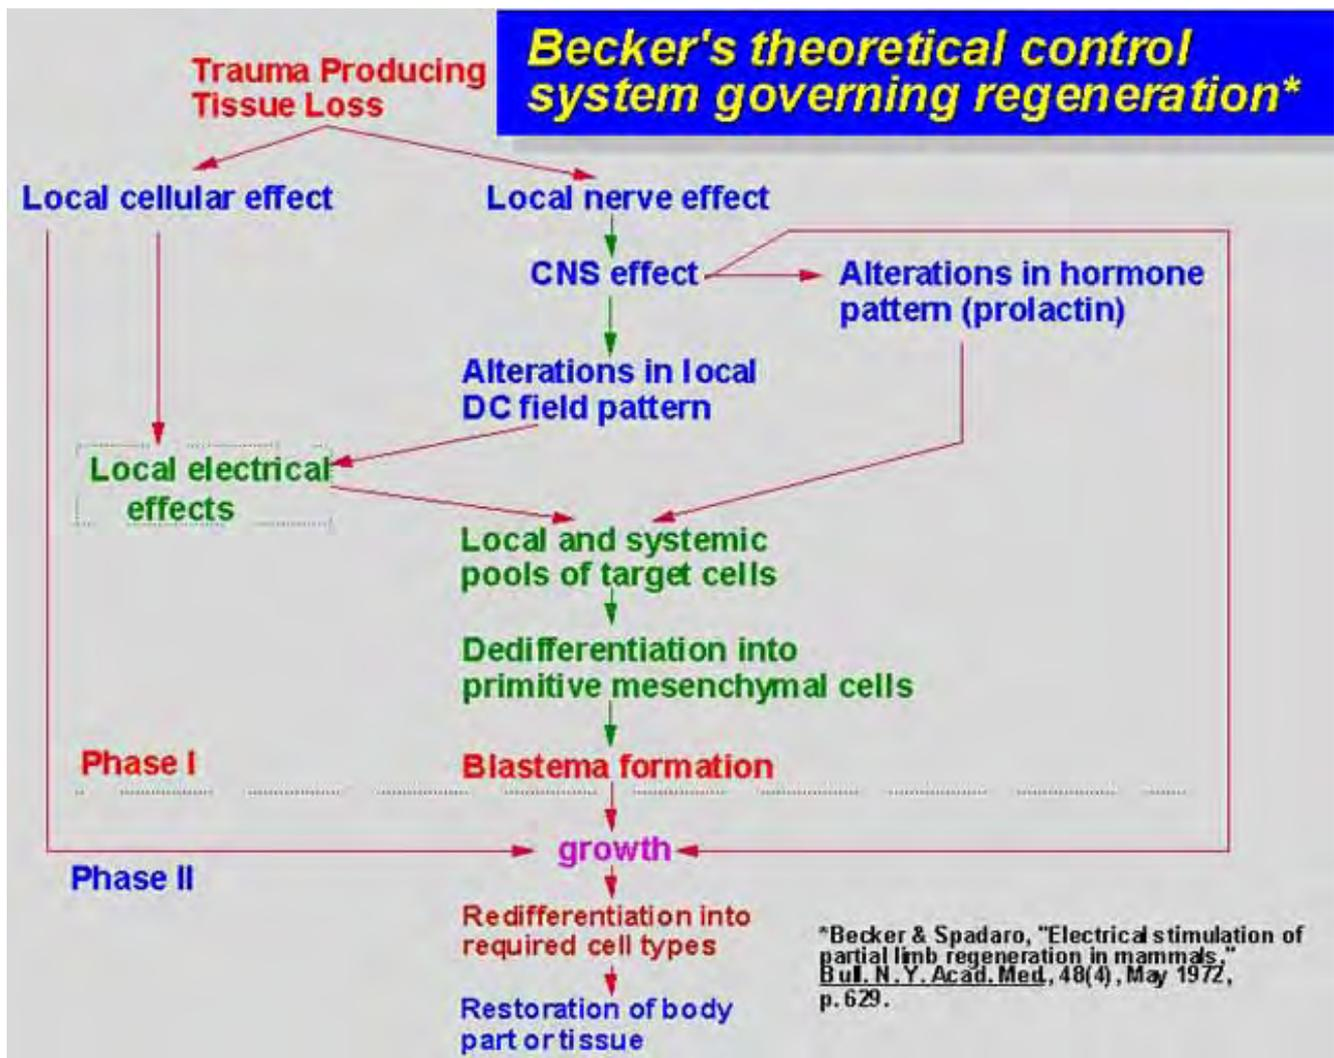 Becker's theoretical control
system governing regeneration*
Trauma Producing
Tissue Loss
Local cellular effect
Local nerve effect
CNS effect
Alterations in hormone
pattern (prolactin)
Alterations in local
DC field pattern
Local electrical
effects
Local and systemic
pools of target cells
Dedifferentiation into
primitive mesenchymal cells
Phase I
Blastema formation
growth
Phase II
Redifferentiation into
required cell types
Restoration of body
part or tissue
*Becker & Spadaro, "Electrical stimulation of
partial limb regeneration in mammals,"
Bull. N. Y. Acad. Med., 48(4), May 1972,
p. 629.